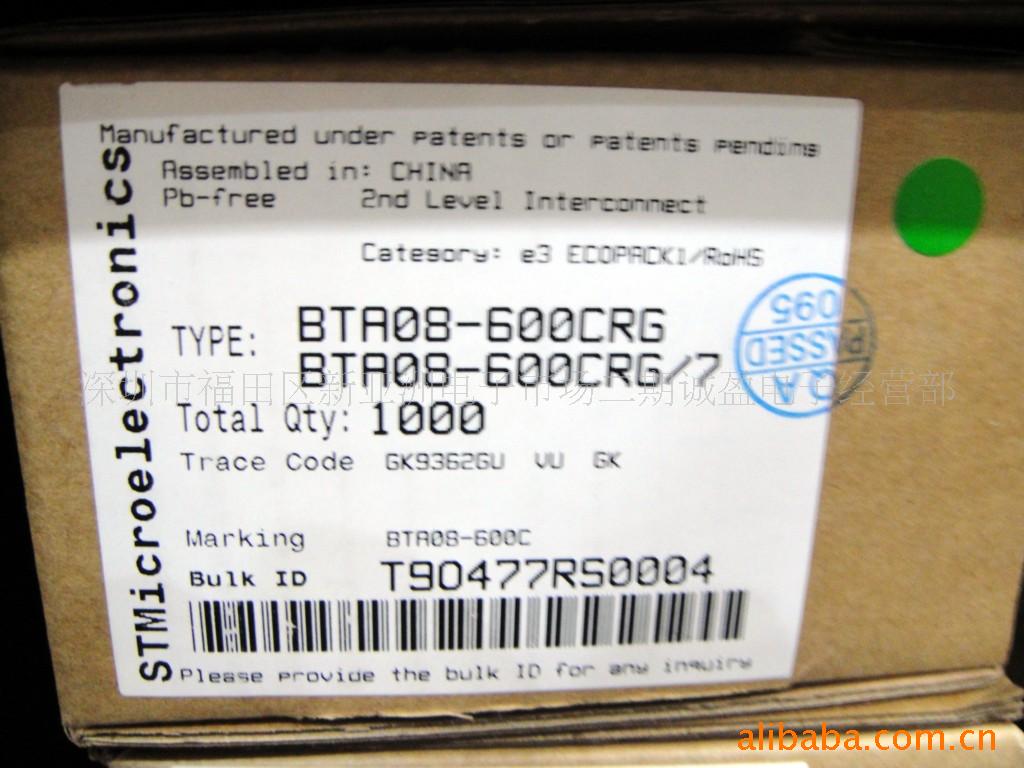 Manufactured under patents or patents pending
Assembled in: CHINA
Pb-free 2nd Level Interconnect
Category: e3 ECOPACK1/RoHS
TYPE: BTA08-600CRG
BTA08-600CRG/7
Total Qty: 1000
Trace Code GK9362GU VU GK
Marking BTA08-600C
Bulk ID T90477RS0004
Please provide the bulk ID for any inquiry
STMicroelectronics
095
PASSED
QA
深圳市福田区新亚洲电子市场二期诚盈电子经营部
alibaba.com.cn